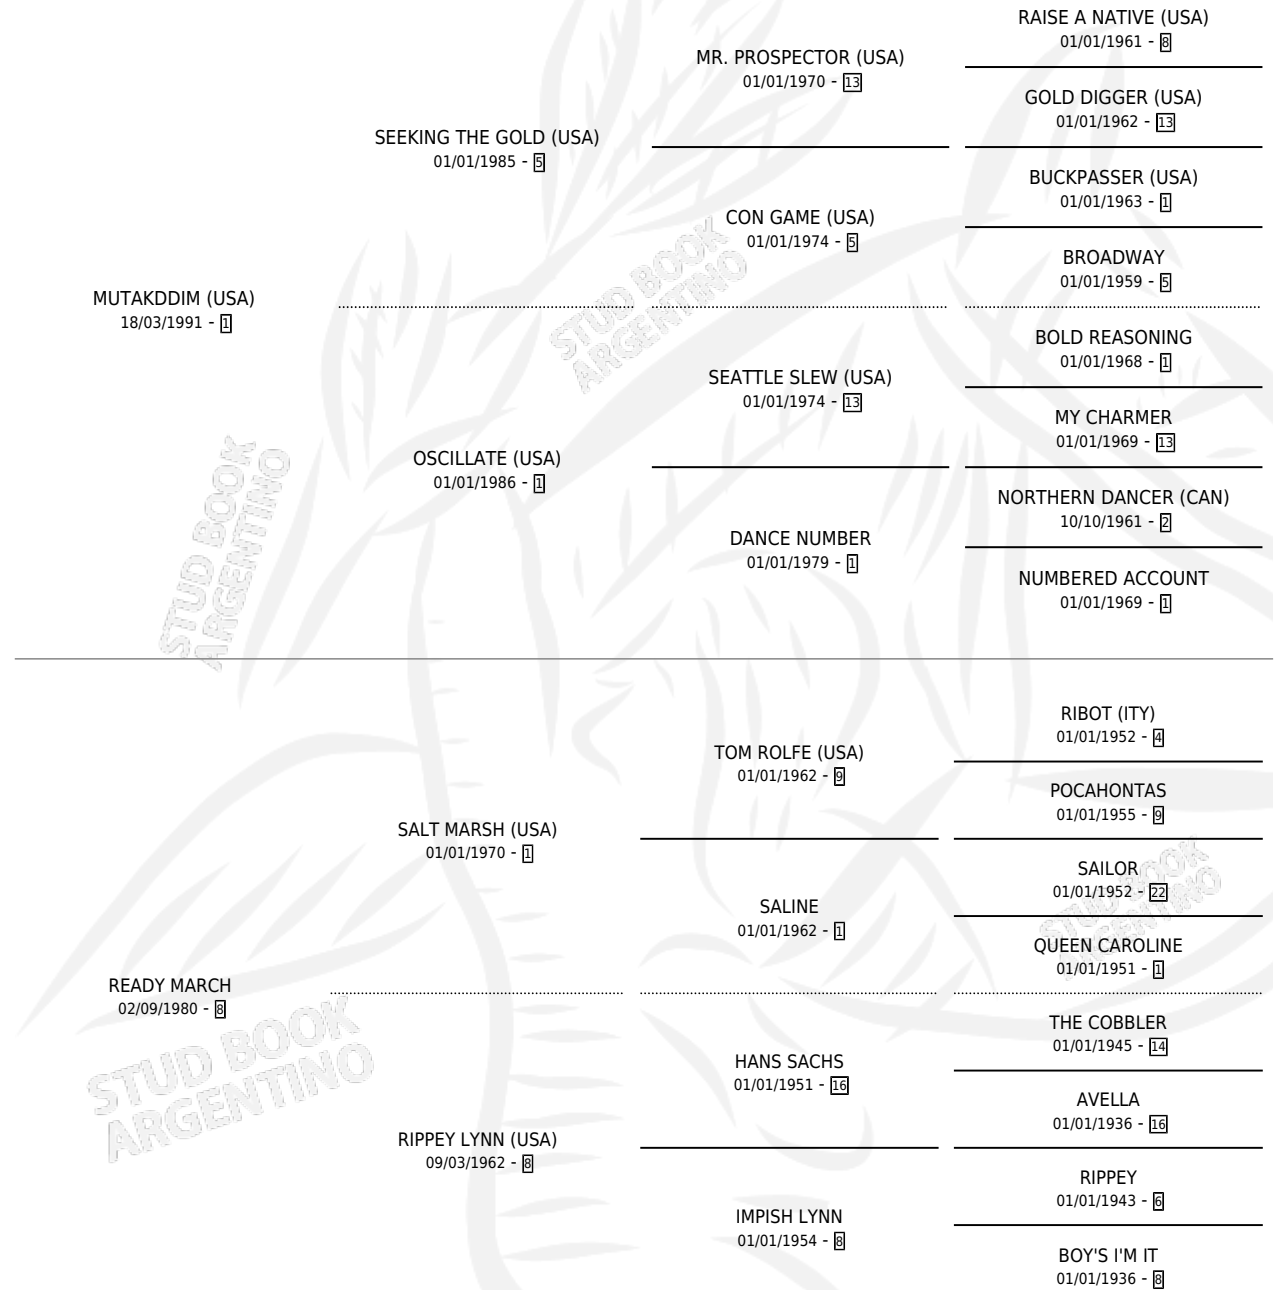 RAISE A NATIVE (USA)
01/01/1961 - 8
MR. PROSPECTOR (USA)
01/01/1970 - 13
GOLD DIGGER (USA)
01/01/1962 - 13
SEEKING THE GOLD (USA)
01/01/1985 - 5
BUCKPASSER (USA)
01/01/1963 - 1
CON GAME (USA)
01/01/1974 - 5
BROADWAY
01/01/1959 - 5
MUTAKDDIM (USA)
18/03/1991 - 1
BOLD REASONING
01/01/1968 - 1
SEATTLE SLEW (USA)
01/01/1974 - 13
MY CHARMER
01/01/1969 - 13
OSCILLATE (USA)
01/01/1986 - 1
NORTHERN DANCER (CAN)
10/10/1961 - 2
DANCE NUMBER
01/01/1979 - 1
NUMBERED ACCOUNT
01/01/1969 - 1
RIBOT (ITY)
01/01/1952 - 4
TOM ROLFE (USA)
01/01/1962 - 9
POCAHONTAS
01/01/1955 - 9
SALT MARSH (USA)
01/01/1970 - 1
SAILOR
01/01/1952 - 22
SALINE
01/01/1962 - 1
QUEEN CAROLINE
01/01/1951 - 1
READY MARCH
02/09/1980 - 8
THE COBBLER
01/01/1945 - 14
HANS SACHS
01/01/1951 - 16
AVELLA
01/01/1936 - 16
RIPPEY LYNN (USA)
09/03/1962 - 8
RIPPEY
01/01/1943 - 6
IMPISH LYNN
01/01/1954 - 8
BOY'S I'M IT
01/01/1936 - 8
STUD BOOK
ARGENTINO
STUD BOOK
ARGENTINO
STUD BOOK
ARGENTINO
STUD BOOK
ARGENTINO